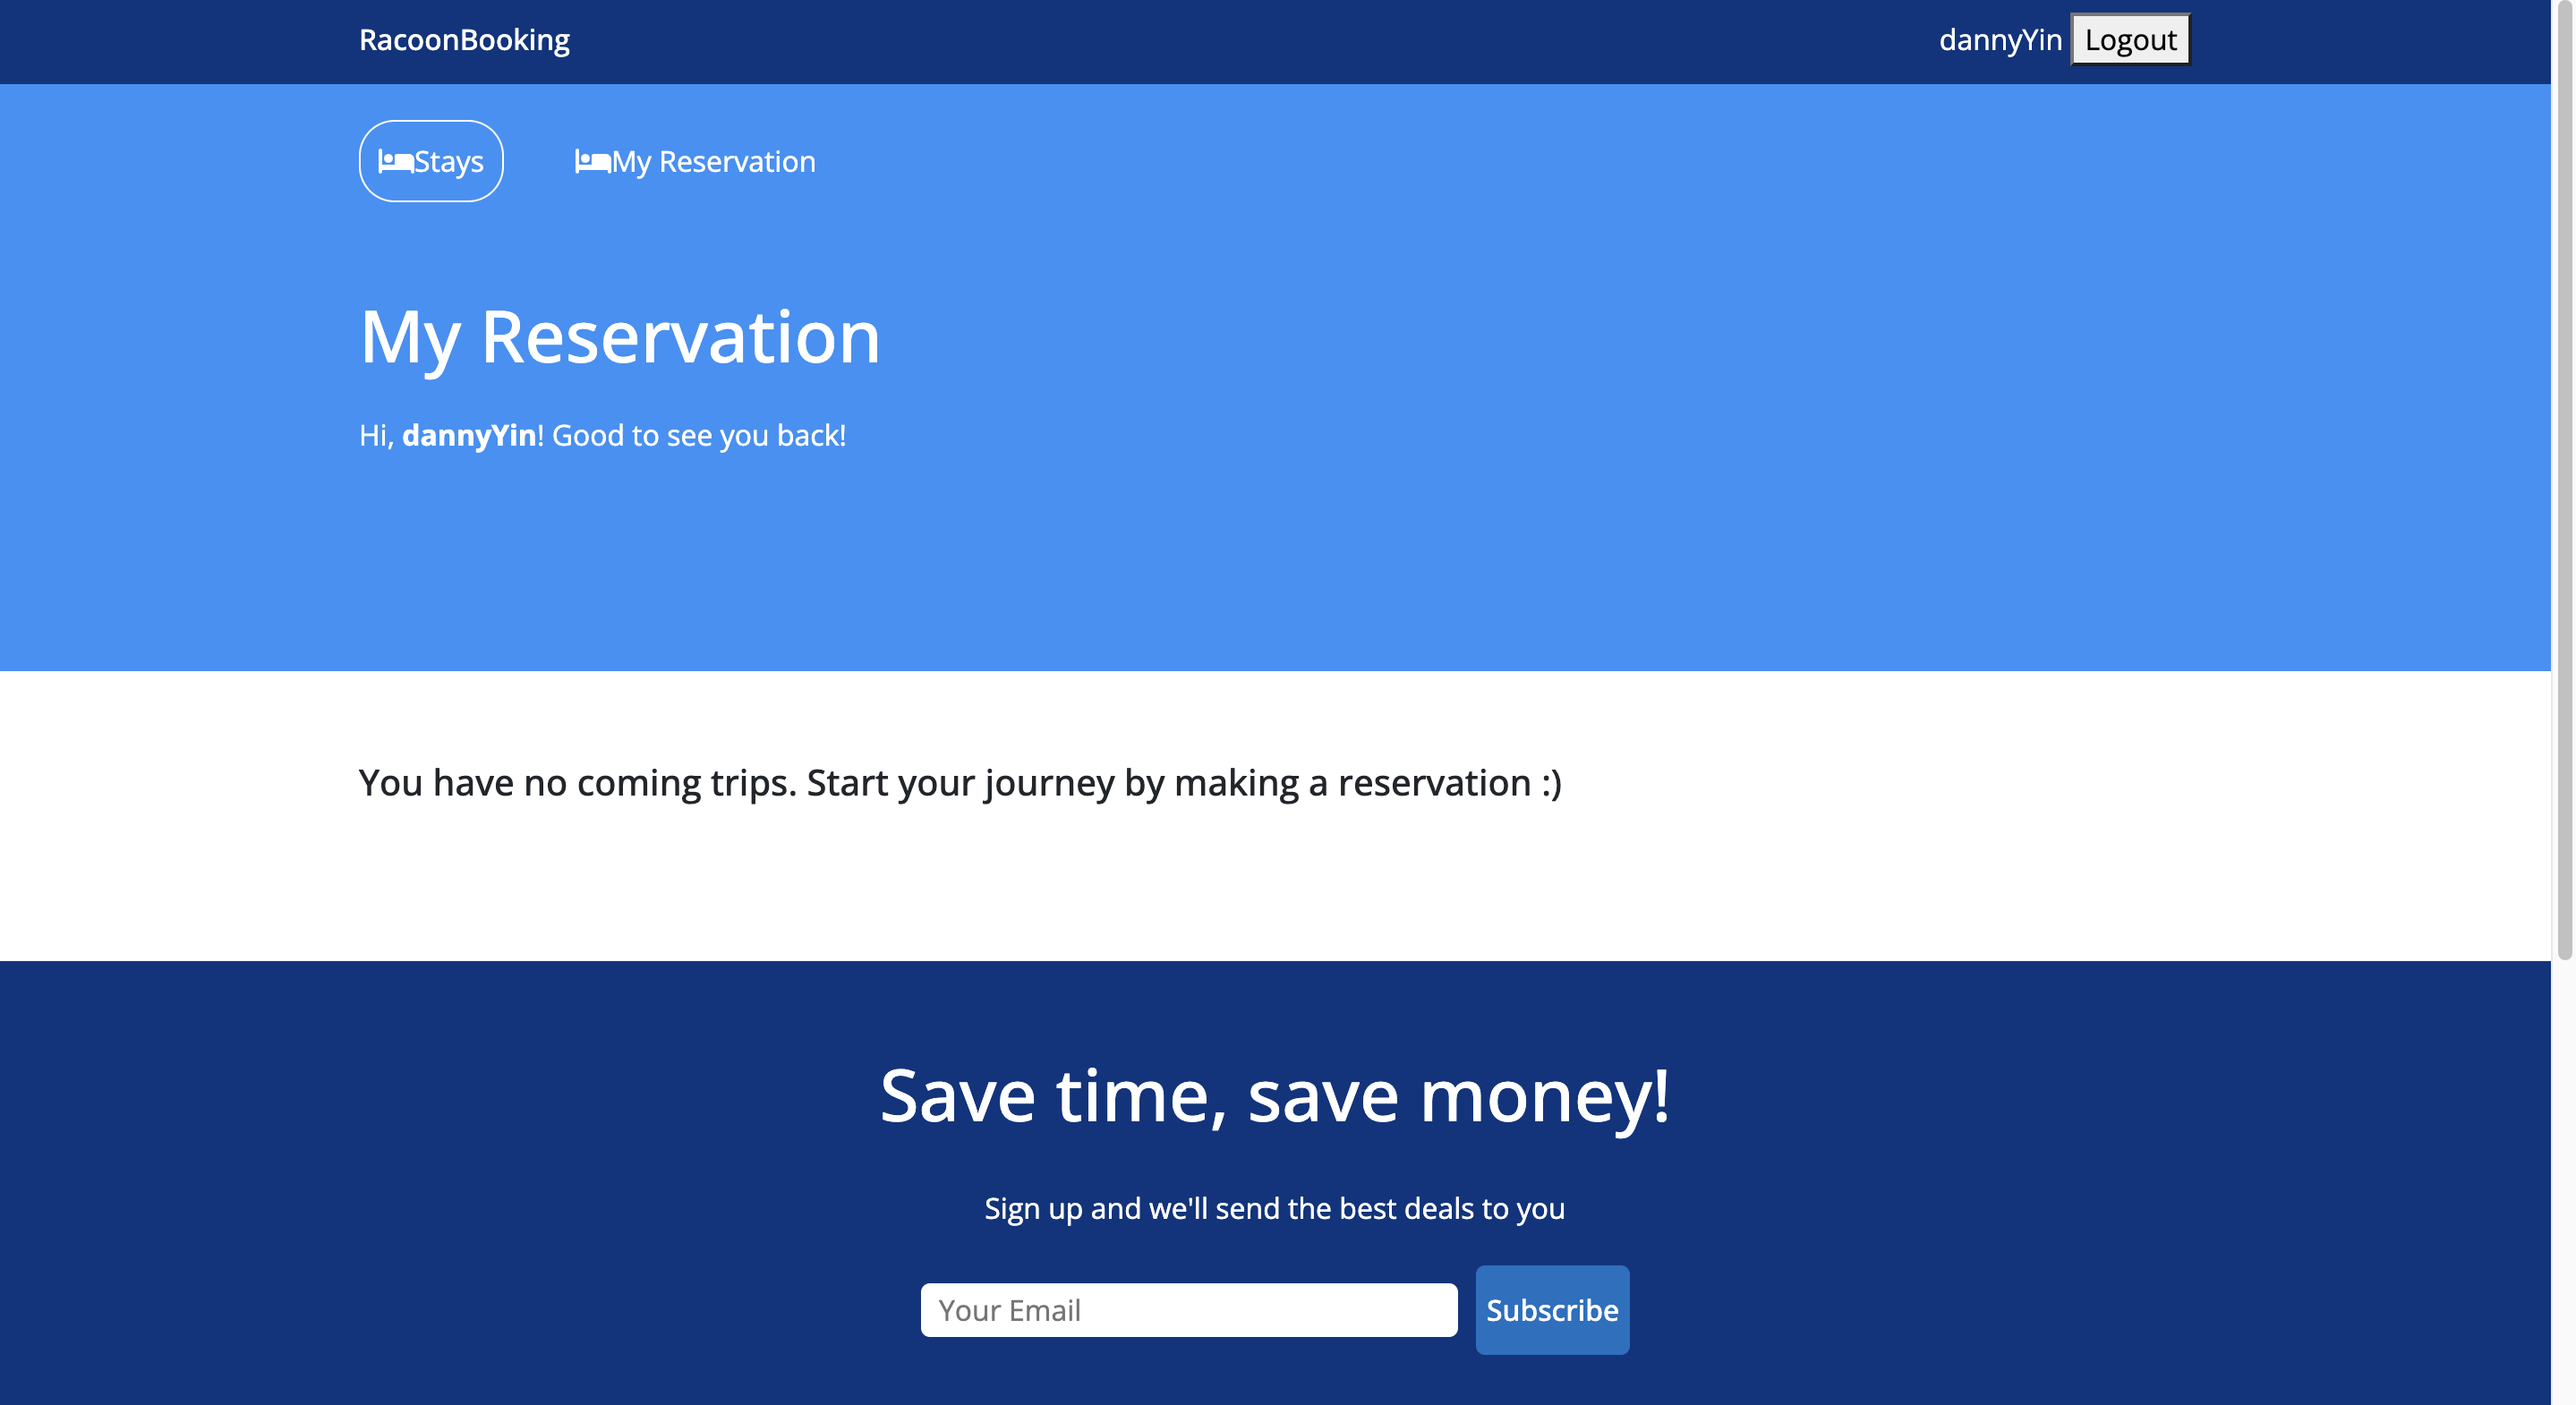 RacoonBooking
dannyYin Logout
Stays
My Reservation
My Reservation
Hi, dannyYin! Good to see you back!
You have no coming trips. Start your journey by making a reservation :)
Save time, save money!
Sign up and we'll send the best deals to you
Your Email
Subscribe